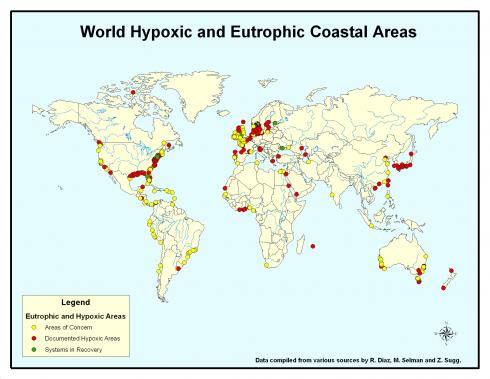 World Hypoxic and Eutrophic Coastal Areas
Legend
Eutrophic and Hypoxic Areas
Areas of Concern
Documented Hypoxic Areas
Systems in Recovery
Data compiled from various sources by R. Diaz, M. Selman and Z. Sugg.